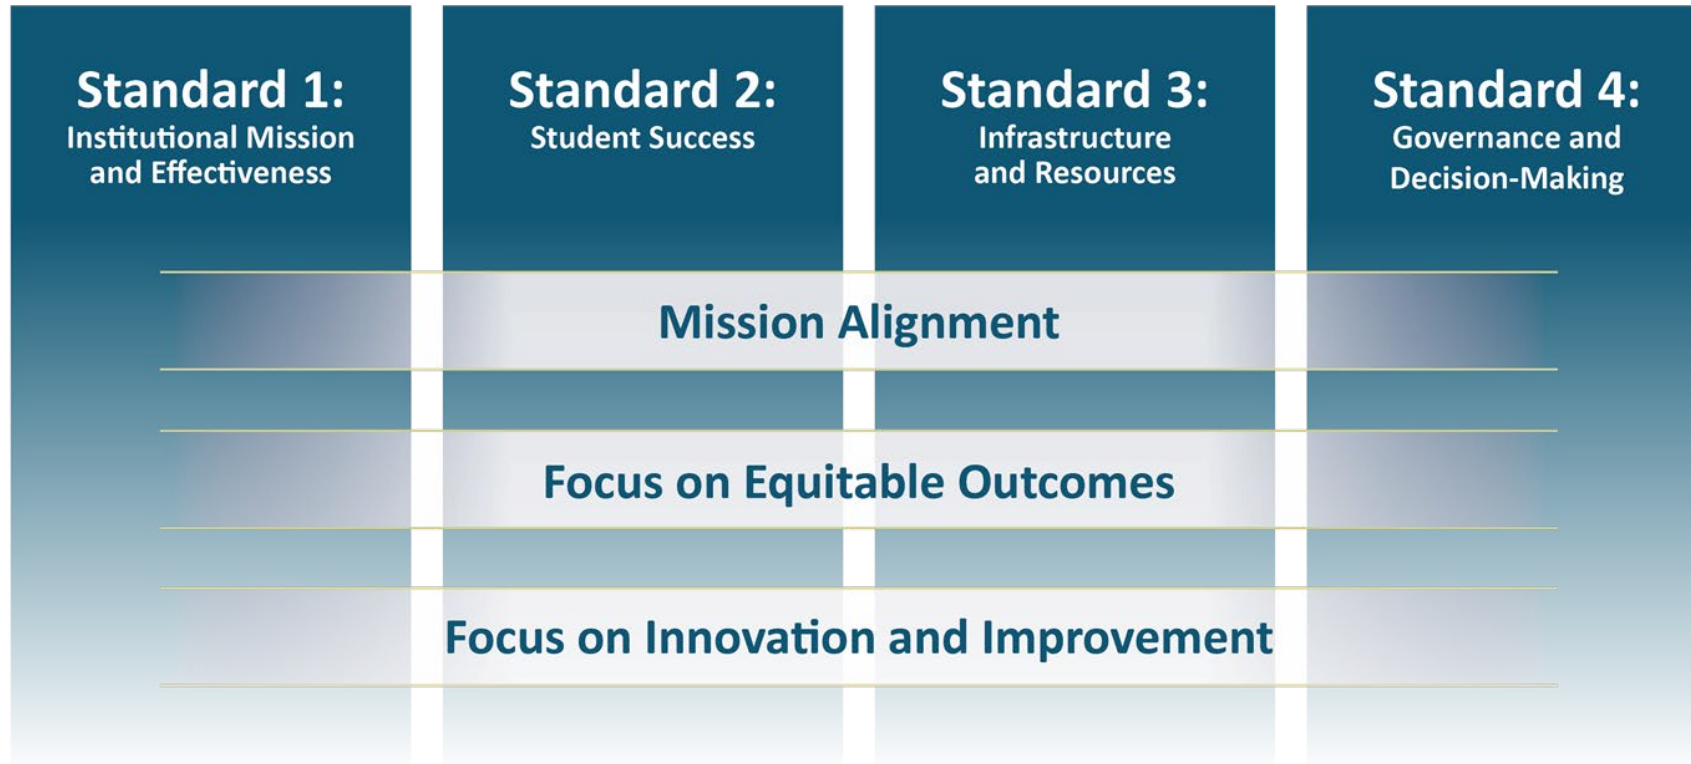 Standard 1:
Institutional Mission
and Effectiveness
Standard 2:
Student Success
Standard 3:
Infrastructure
and Resources
Standard 4:
Governance and
Decision-Making
Mission Alignment
Focus on Equitable Outcomes
Focus on Innovation and Improvement